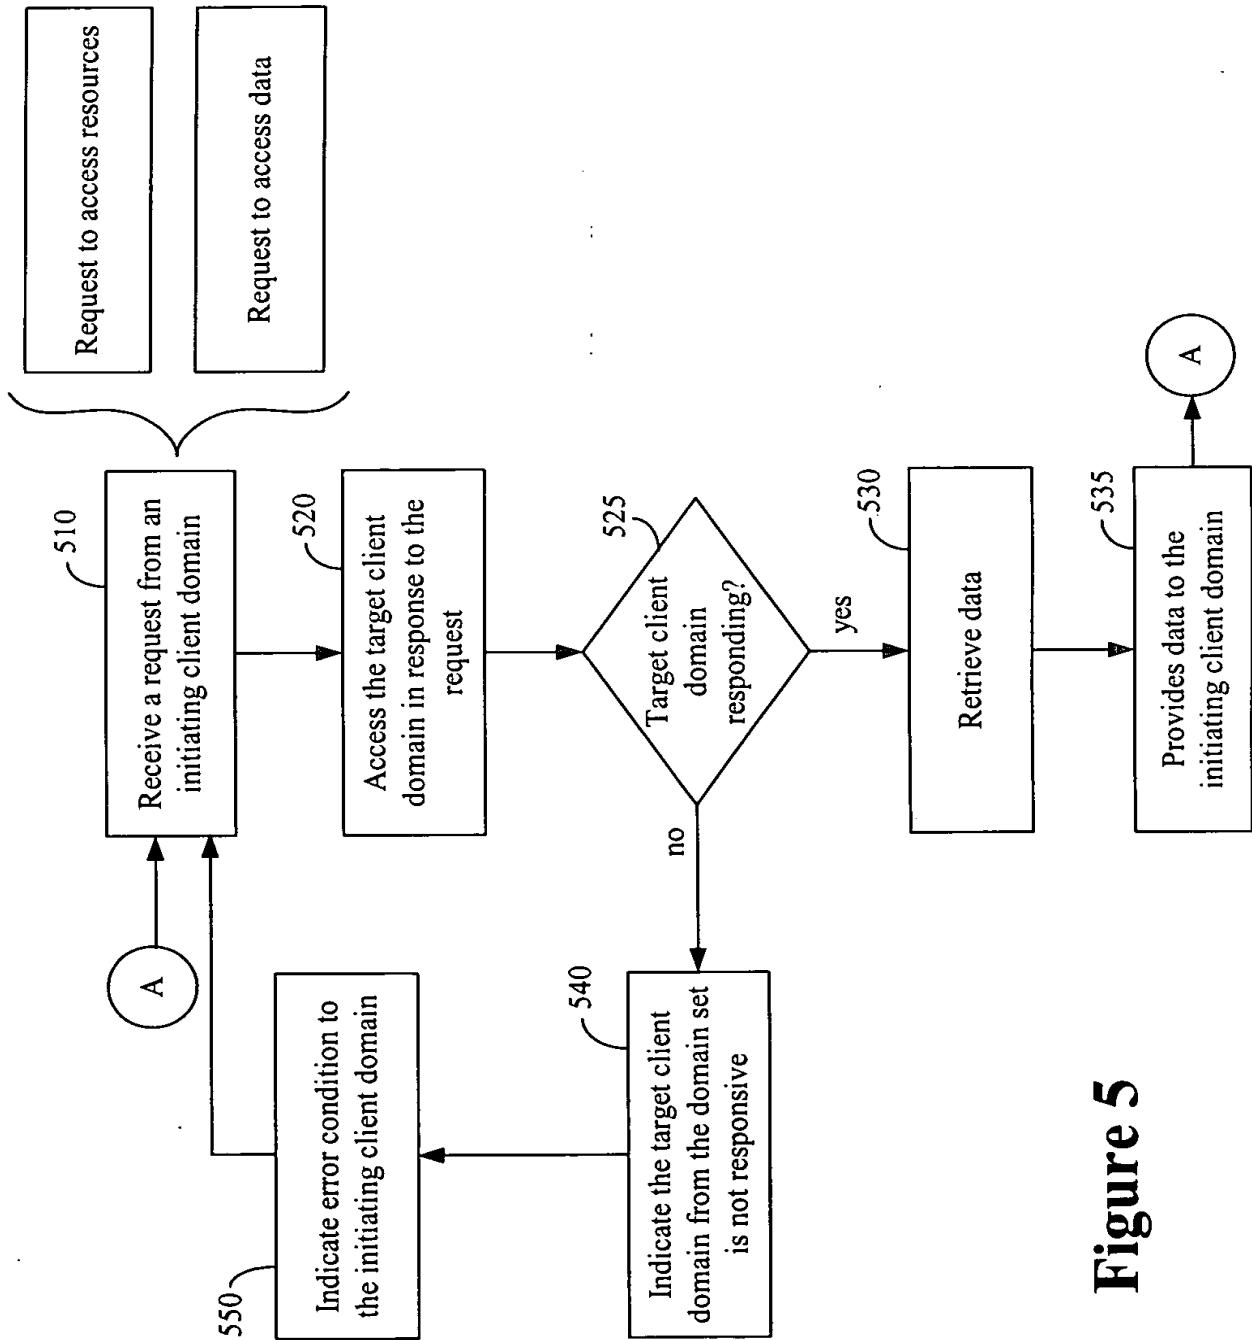 510
Receive a request from an
initiating client domain
Request to access resources
Request to access data
A
520
Access the target client
domain in response to the
request
525
Target client
domain
responding?
yes
no
530
Retrieve data
535
Provides data to the
initiating client domain
A
540
Indicate the target client
domain from the domain set
is not responsive
550
Indicate error condition to
the initiating client domain
Figure 5